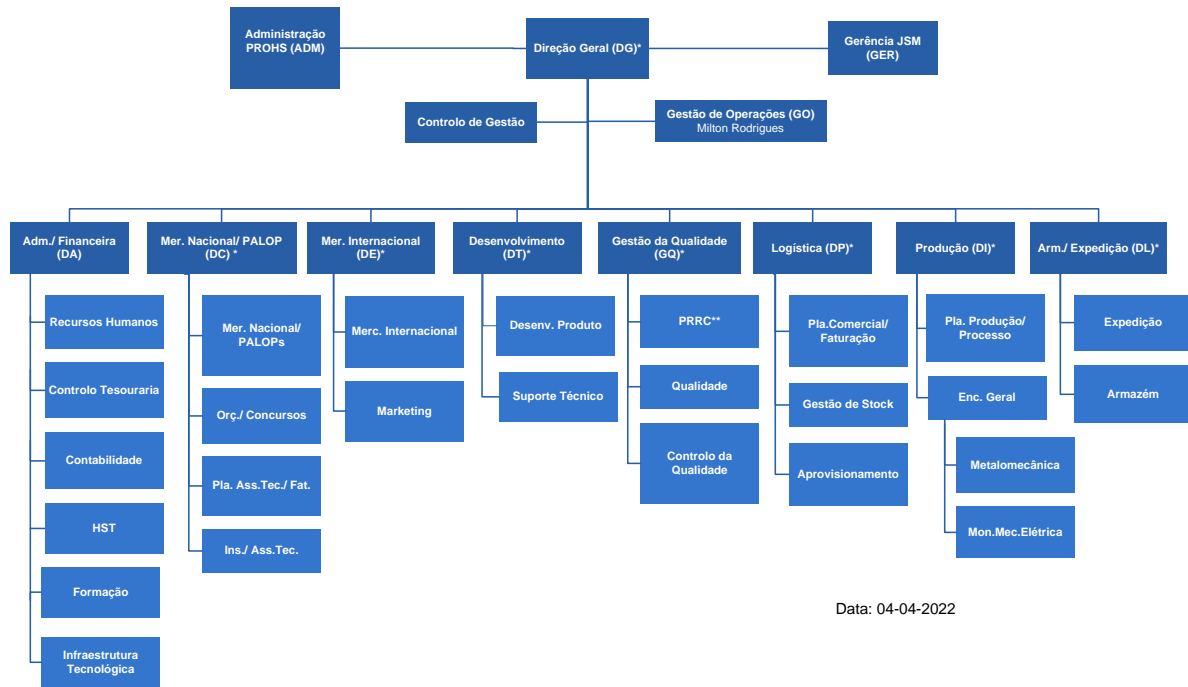 Administração
PROHS (ADM)
Direção Geral (DG)*
Gerência JSM
(GER)
Controlo de Gestão
Gestão de Operações (GO)
Milton Rodrigues
Adm./ Financeira
(DA)
Mer. Nacional/ PALOP
(DC) *
Mer. Internacional
(DE)*
Desenvolvimento
(DT)*
Gestão da Qualidade
(GQ)*
Logística (DP)*
Produção (DI)*
Arm./ Expedição (DL)*
Recursos Humanos
Controlo Tesouraria
Contabilidade
HST
Formação
Infraestrutura
Tecnológica
Mer. Nacional/
PALOPs
Orç./ Concursos
Pla. Ass.Tec./ Fat.
Ins./ Ass.Tec.
Merc. Internacional
Marketing
Desenv. Produto
Suporte Técnico
PRRC**
Qualidade
Controlo da
Qualidade
Pla.Comercial/
Faturação
Gestão de Stock
Aprovisionamento
Pla. Produção/
Processo
Enc. Geral
Metalomecânica
Mon.Mec.Elétrica
Expedição
Armazém
Data: 04-04-2022